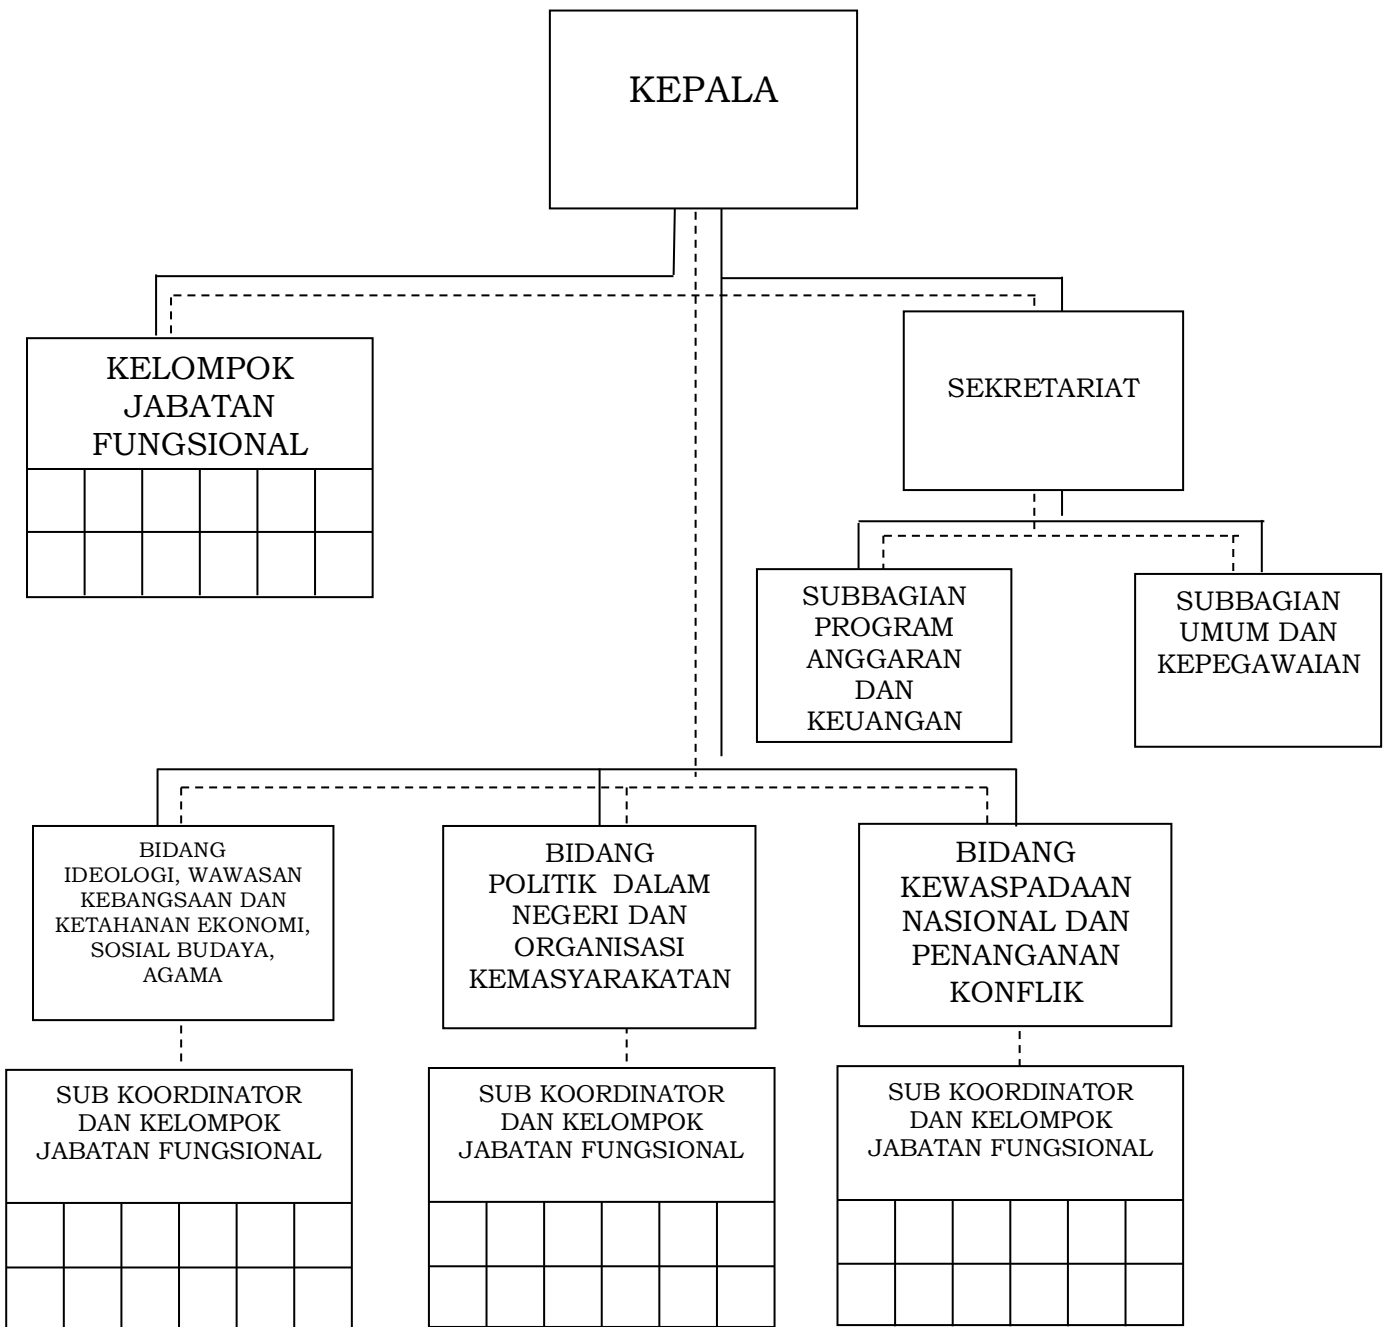 KEPALA
KELOMPOK
JABATAN
FUNGSIONAL
SEKRETARIAT
SUBBAGIAN
PROGRAM
ANGGARAN
DAN
KEUANGAN
SUBBAGIAN
UMUM DAN
KEPEGAWAIAN
BIDANG
IDEOLOGI, WAWASAN
KEBANGSAAN DAN
KETAHANAN EKONOMI,
SOSIAL BUDAYA,
AGAMA
BIDANG
POLITIK DALAM
NEGERI DAN
ORGANISASI
KEMASYARAKATAN
BIDANG
KEWASPADAAN
NASIONAL DAN
PENANGANAN
KONFLIK
SUB KOORDINATOR
DAN KELOMPOK
JABATAN FUNGSIONAL
SUB KOORDINATOR
DAN KELOMPOK
JABATAN FUNGSIONAL
SUB KOORDINATOR
DAN KELOMPOK
JABATAN FUNGSIONAL